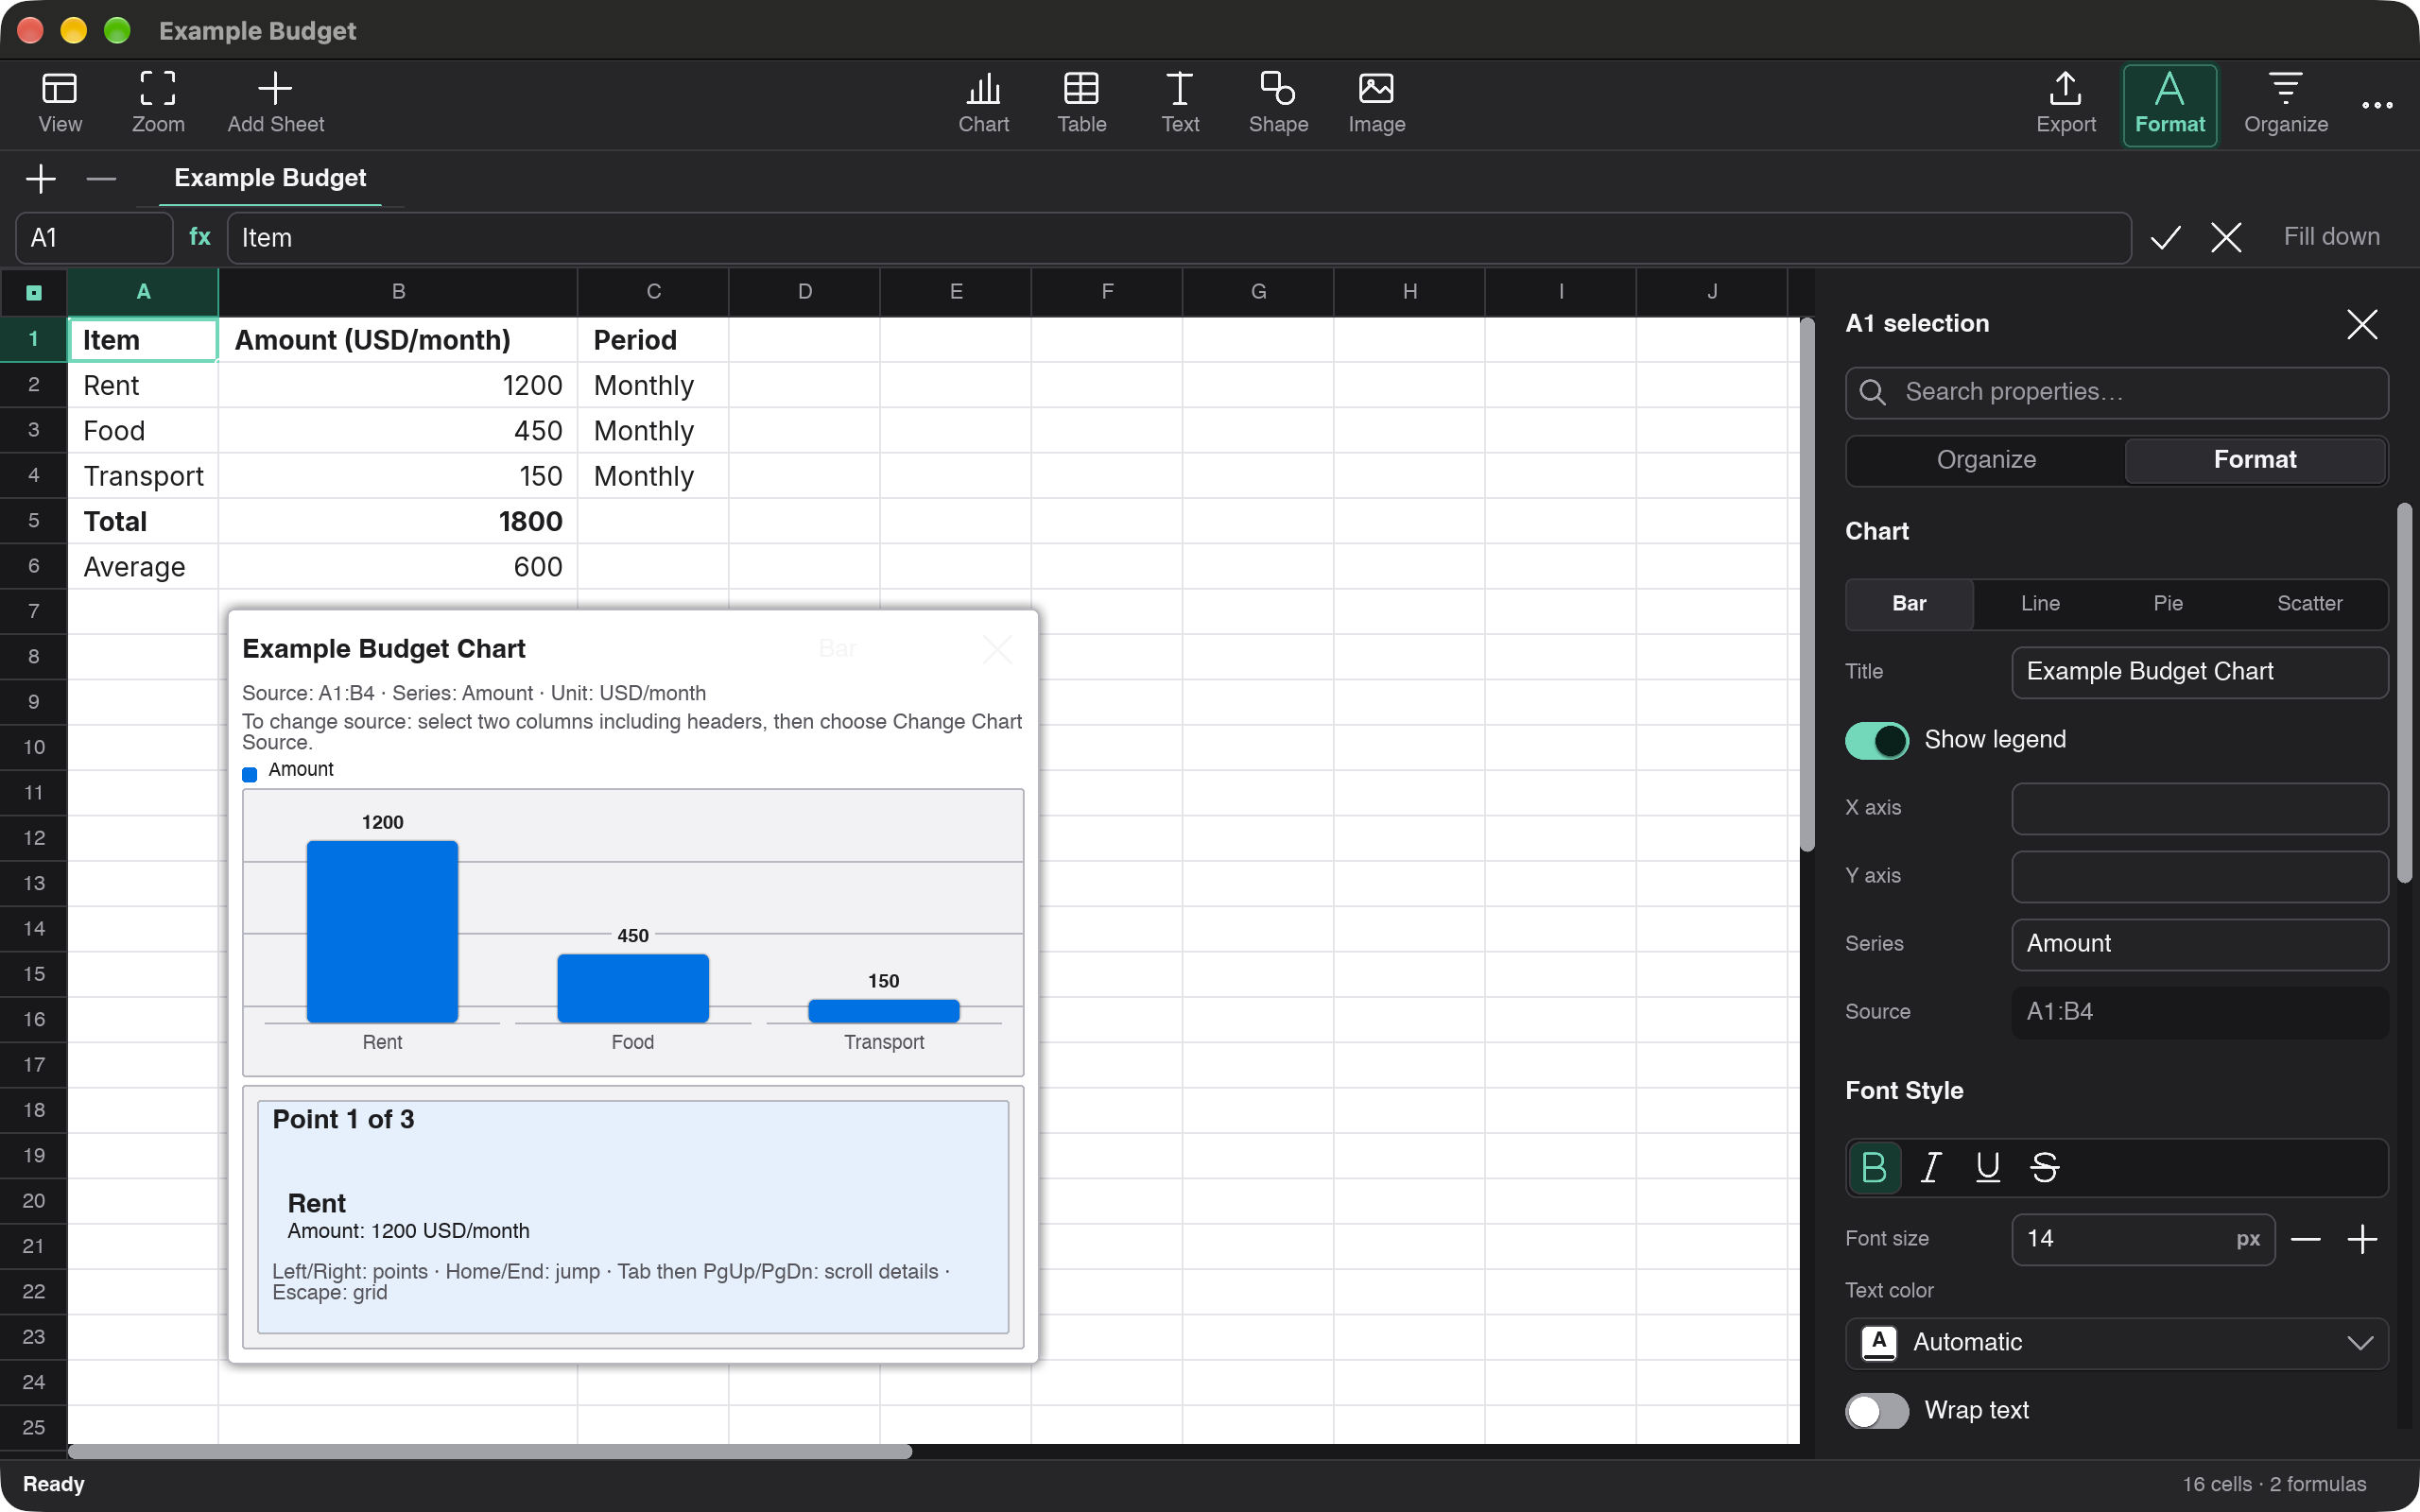 Example Budget
View Zoom Add Sheet Chart Table Text Shape Image Export Format Organize
Example Budget
A1 fx Item Fill down
A B C D E F G H I J
1 Item Amount (USD/month) Period
2 Rent 1200 Monthly
3 Food 450 Monthly
4 Transport 150 Monthly
5 Total 1800
6 Average 600
7
8
9
10
11
12
13
14
15
16
17
18
19
20
21
22
23
24
25
Example Budget Chart Bar
Source: A1:B4 · Series: Amount · Unit: USD/month
To change source: select two columns including headers, then choose Change Chart
Source.
Amount
1200
450
150
Rent Food Transport
Point 1 of 3
Rent
Amount: 1200 USD/month
Left/Right: points · Home/End: jump · Tab then PgUp/PgDn: scroll details ·
Escape: grid
A1 selection
Search properties…
Organize Format
Chart
Bar Line Pie Scatter
Title Example Budget Chart
Show legend
X axis
Y axis
Series Amount
Source A1:B4
Font Style
B I U S
Font size 14 px
Text color
A Automatic
Wrap text
Ready 16 cells · 2 formulas